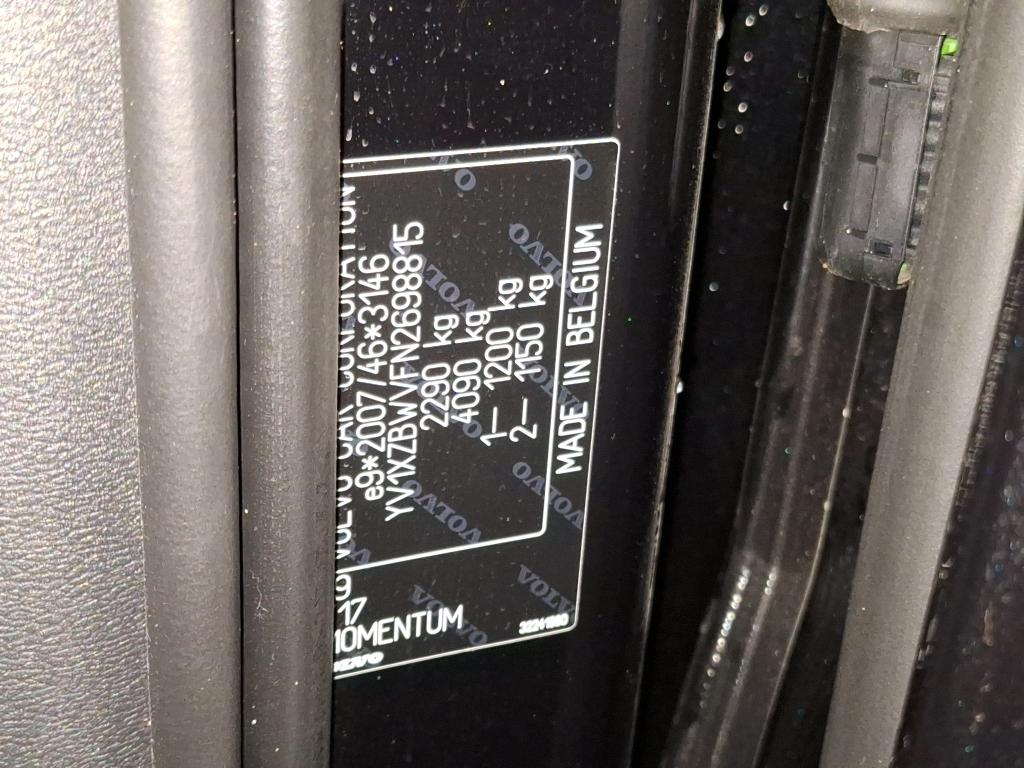 VOLVO CAR CORPORATION
e9*2007/46*3146
YV1XZBWVFN2698815
2290 kg
4090 kg
1— 1200 kg
2— 1150 kg
MADE IN BELGIUM
17
MOMENTUM